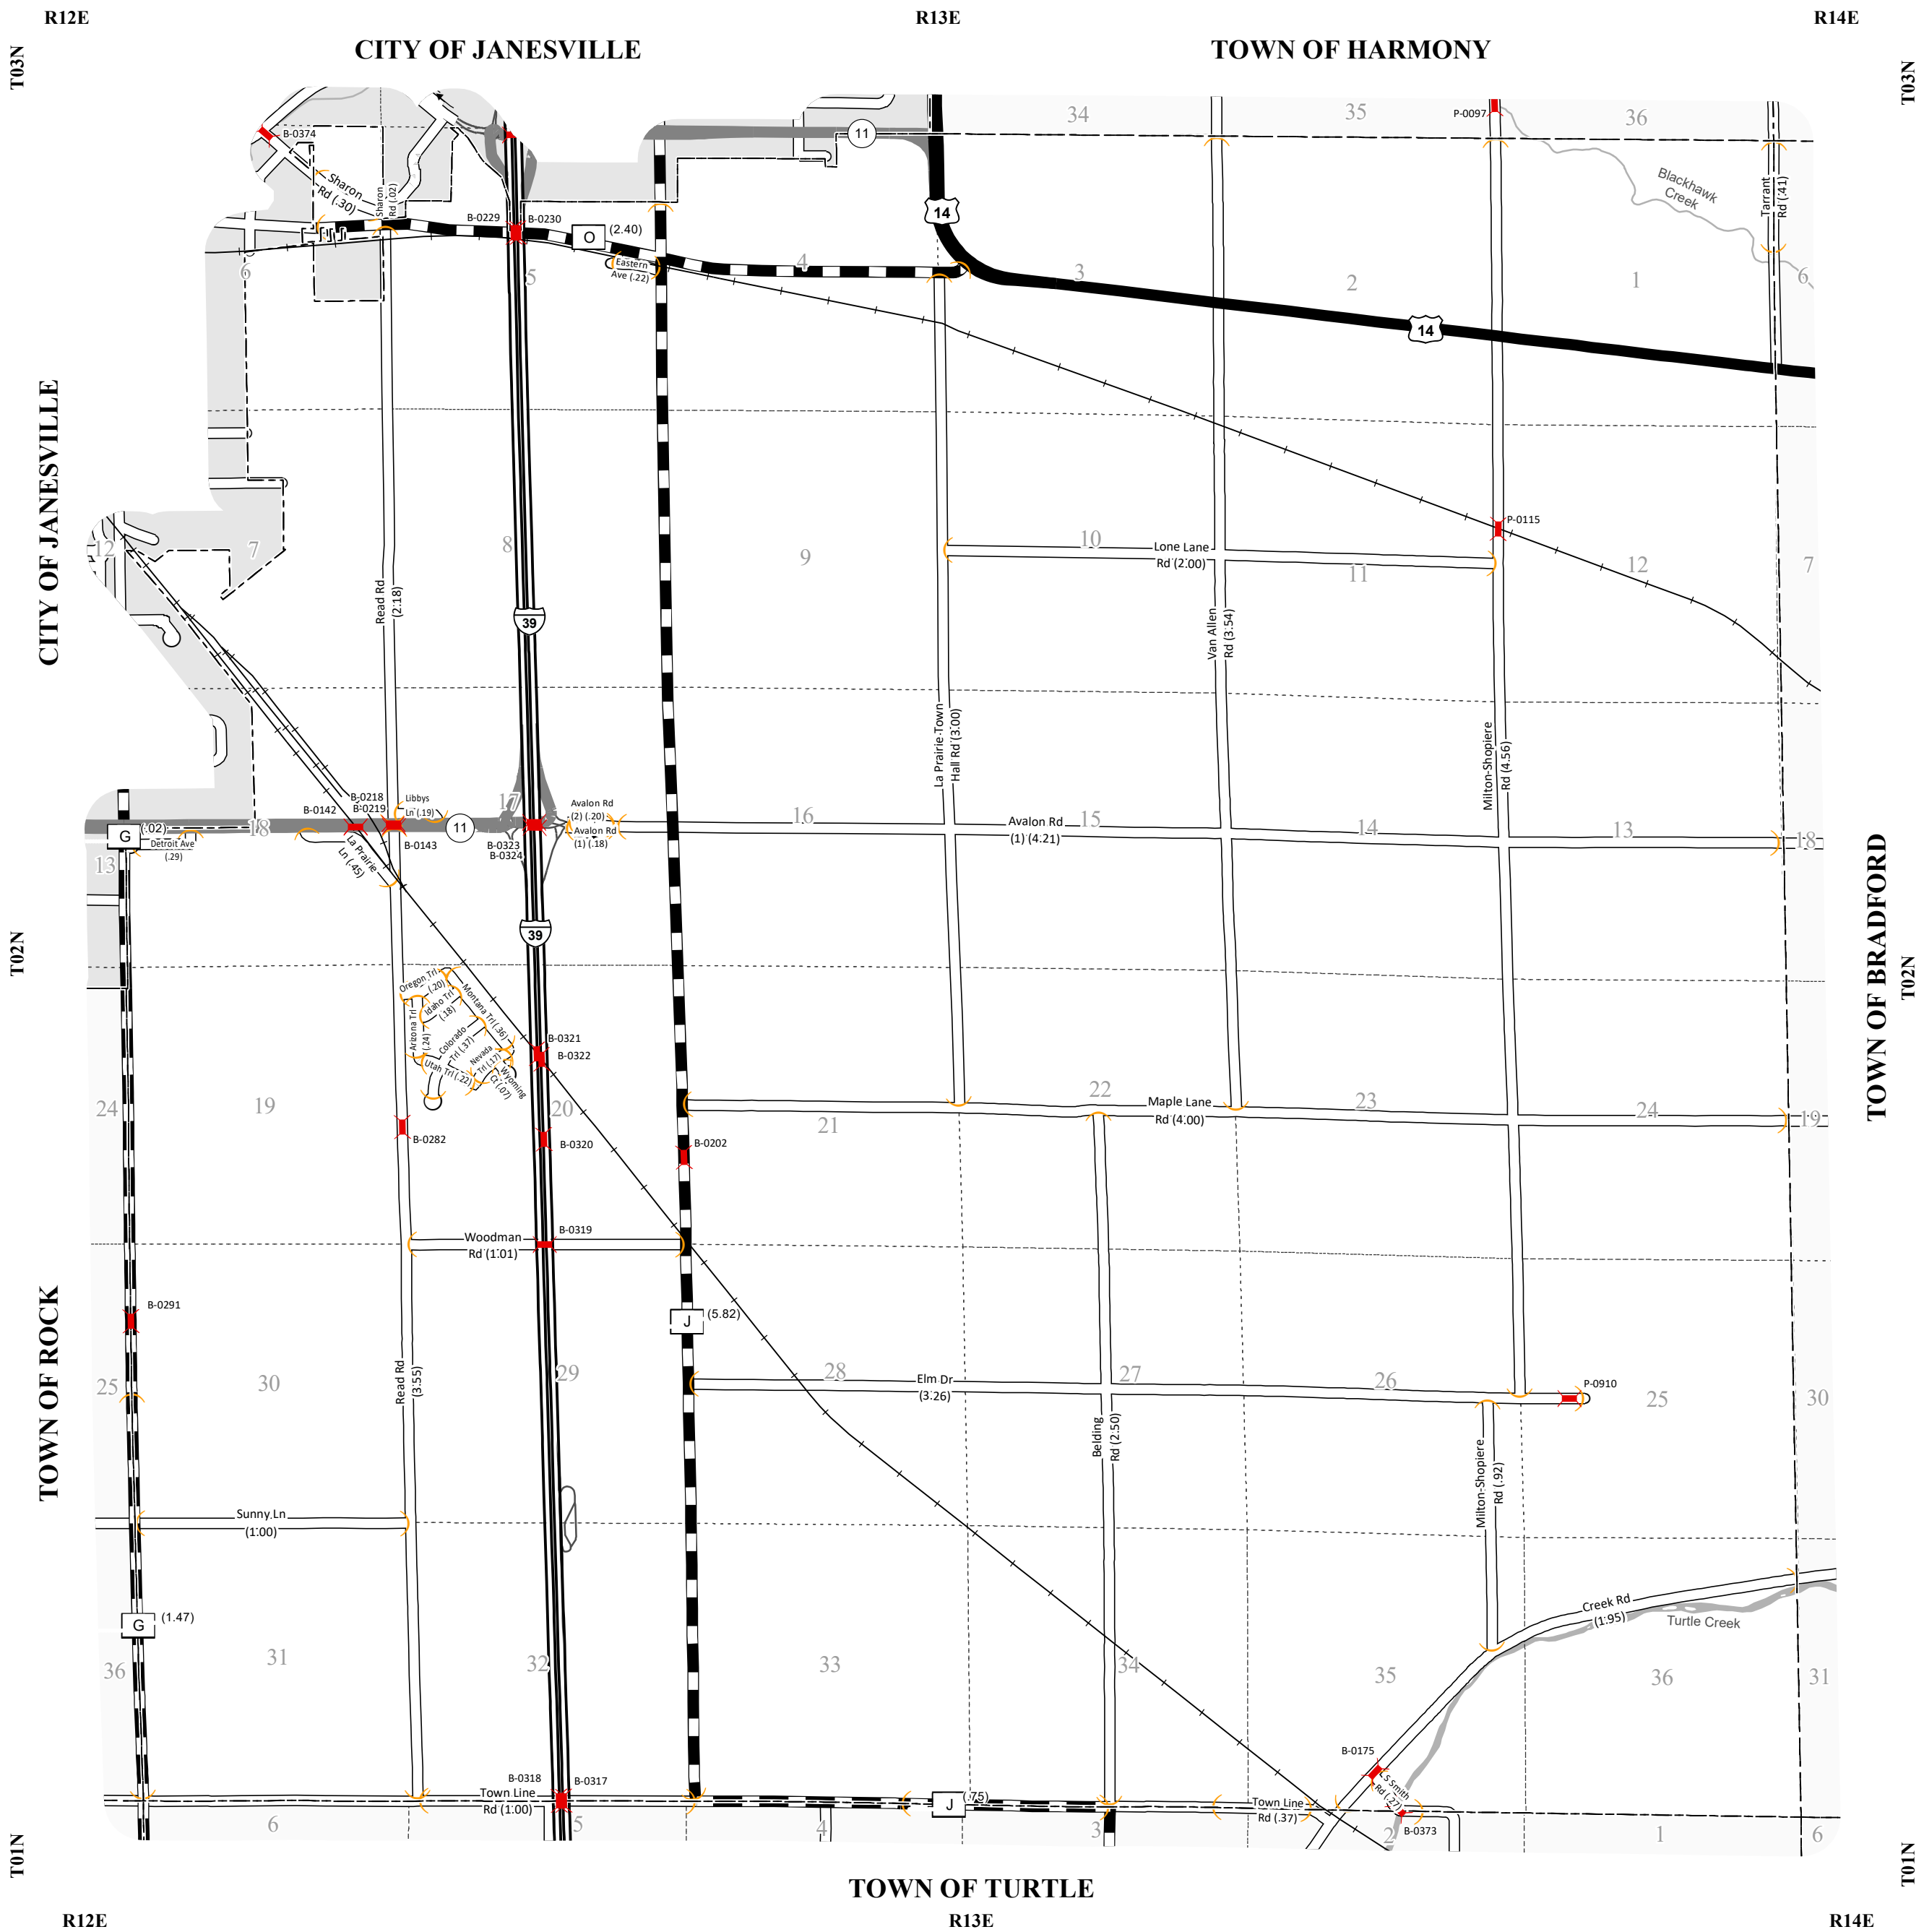 R12E
R13E
R14E
CITY OF JANESVILLE
TOWN OF HARMONY
T03N
T03N
34
35
36
P-0097
B-0374
11
Sharon
Rd (.30)
Sharon
Rd (.02)
Blackhawk
Creek
Tarrant
Rd (.41)
14
B-0229
B-0230
O
(2.40)
Eastern
Ave (.22)
6
5
4
3
2
1
6
14
CITY OF JANESVILLE
P-0115
12
7
8
9
10
Lone Lane
Rd (2.00)
11
12
7
Read Rd
(2.18)
39
Van Allen
Rd (3.54)
La Prairie Town
Hall Rd (3.00)
Milton-Shopiere
Rd (4.56)
B-0218
B-0219
B-0142
Libbys
Ln (.19)
17
Avalon Rd
(2) (.20)
Avalon Rd
(1) (.18)
16
Avalon Rd
(1) (4.21)
15
14
13
18
G
(.02)
18
11
Detroit Ave
(.29)
B-0143
B-0323
B-0324
La Prairie
Ln (.45)
13
TOWN OF BRADFORD
39
T02N
T02N
Oregon Trl
(.20)
Idaho Trl
(.18)
Montana Trl (.36)
Arizona Trl
(.24)
Colorado
Trl (.37)
Nevada
Trl (.17)
Utah Trl (.22)
Wyoming
Ct (.07)
B-0321
B-0322
24
19
20
21
22
Maple Lane
Rd (4.00)
23
24
19
B-0282
B-0320
B-0202
Woodman
Rd (1.01)
B-0319
B-0291
J
(5.82)
TOWN OF ROCK
25
30
Read Rd
(3.55)
29
28
Elm Dr
(3.26)
27
26
P-0910
25
30
Belding
Rd (2.50)
Milton-Shopiere
Rd (.92)
Sunny Ln
(1.00)
G
(1.47)
Creek Rd
(1.95)
Turtle Creek
36
31
32
33
34
35
36
31
B-0175
L S Smith
Rd (.27)
B-0318
B-0317
Town Line
Rd (1.00)
J
(.75)
Town Line
Rd (.37)
B-0373
6
5
4
3
2
1
6
T01N
T01N
TOWN OF TURTLE
R12E
R13E
R14E